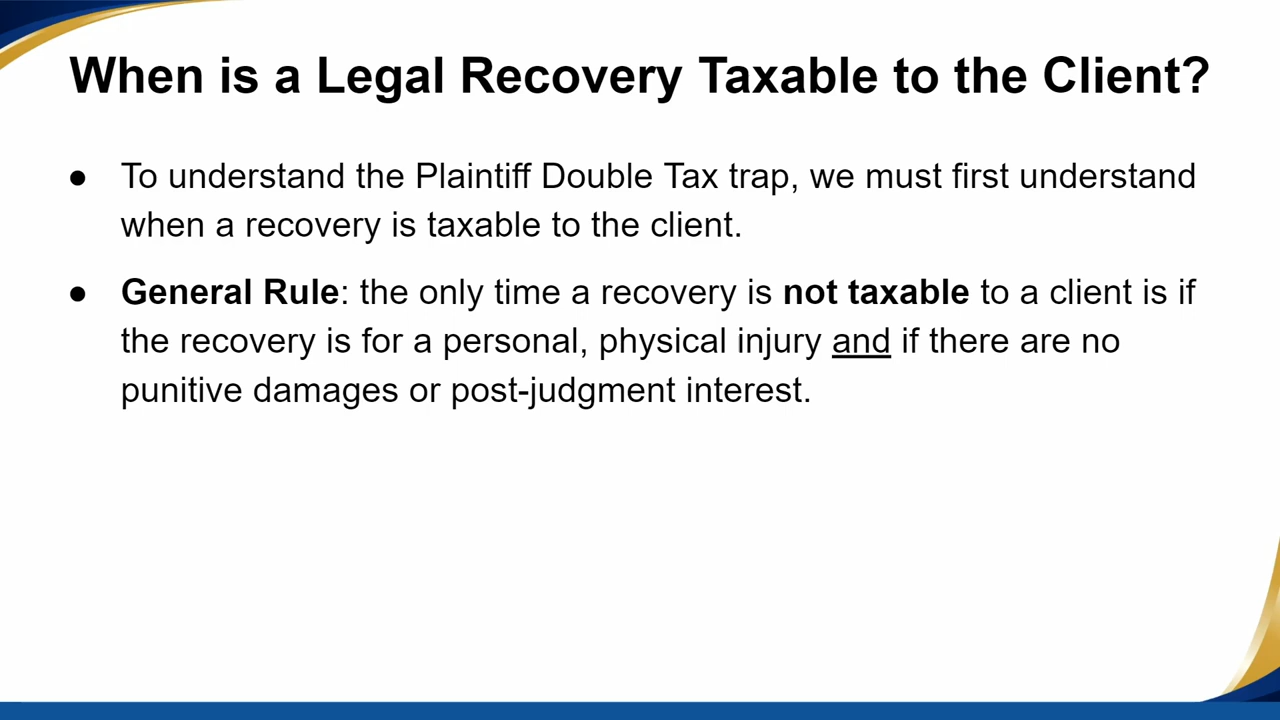 When is a Legal Recovery Taxable to the Client?
● To understand the Plaintiff Double Tax trap, we must first understand
when a recovery is taxable to the client.
● General Rule: the only time a recovery is not taxable to a client is if
the recovery is for a personal, physical injury and if there are no
punitive damages or post-judgment interest.